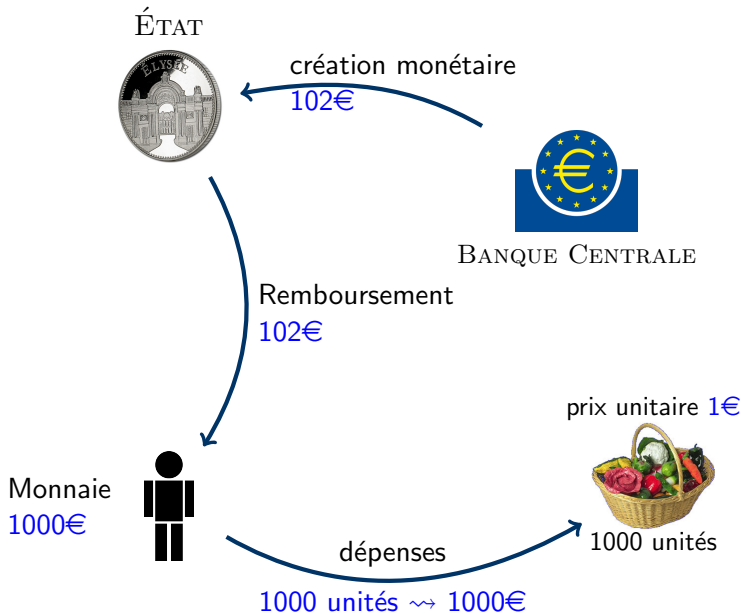 ÉTAT
ÉLYSÉE
création monétaire
102€
€
BANQUE CENTRALE
Remboursement
102€
prix unitaire 1€
Monnaie
1000€
1000 unités
dépenses
1000 unités ⇝ 1000€